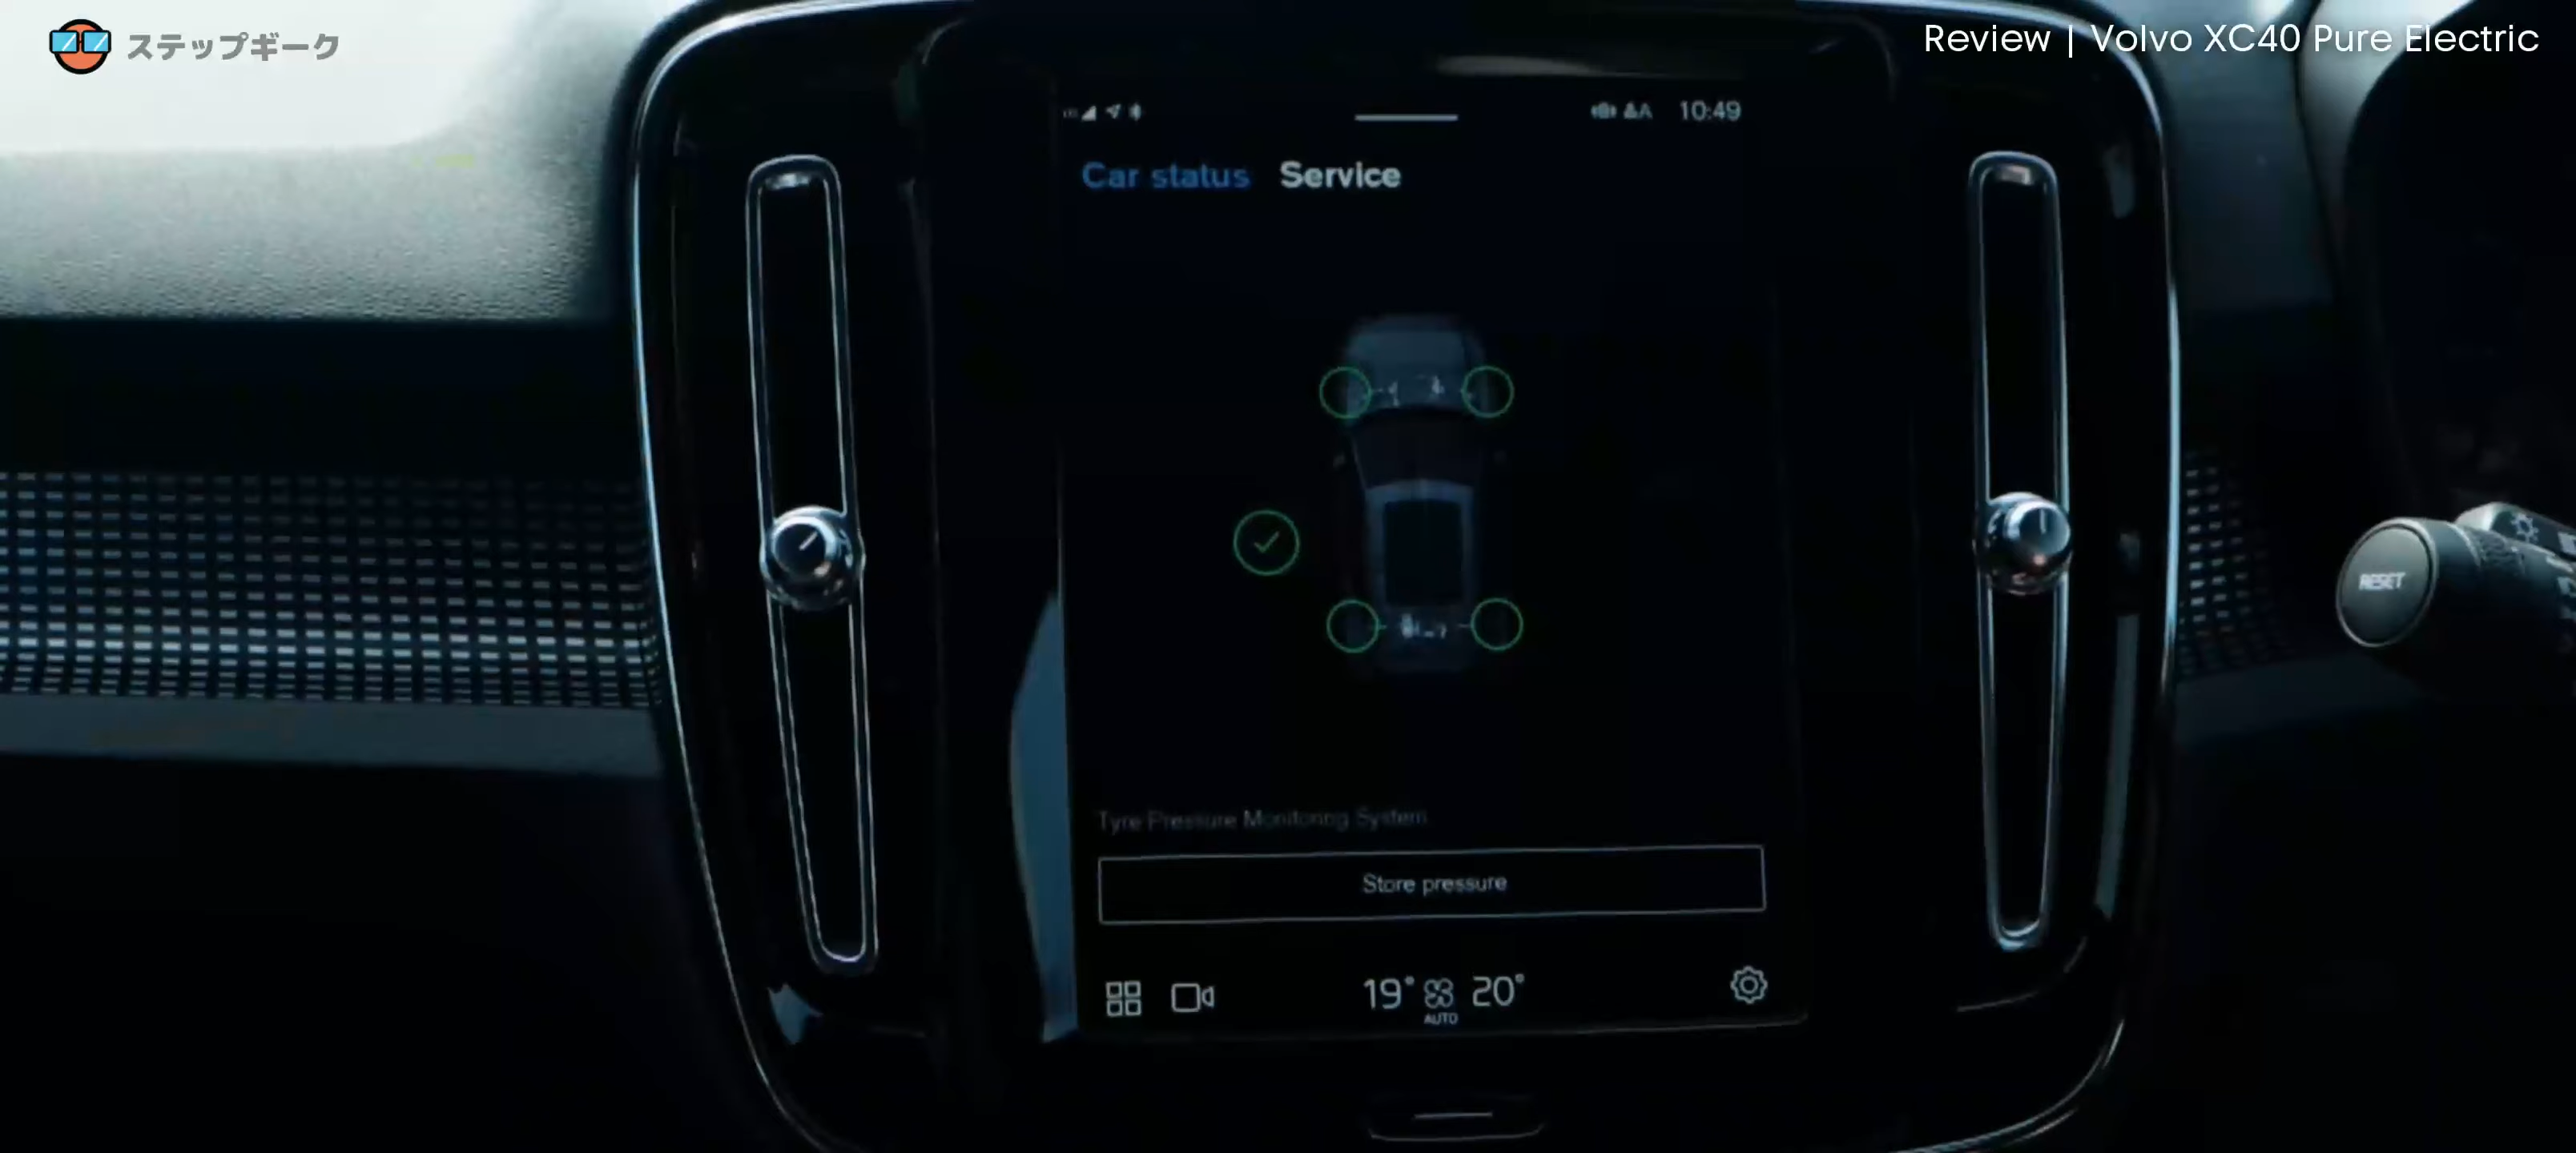 ステップギーク
Review | Volvo XC40 Pure Electric
10:49
Car status Service
Tyre Pressure Monitoring System
Store pressure
19° 20°
AUTO
RESET